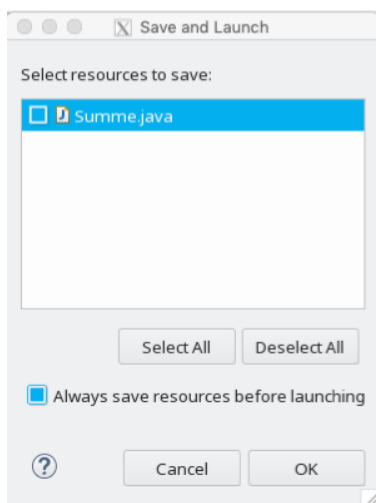 Save and Launch
Select resources to save:
Summe.java
Select All Deselect All
Always save resources before launching
? Cancel OK